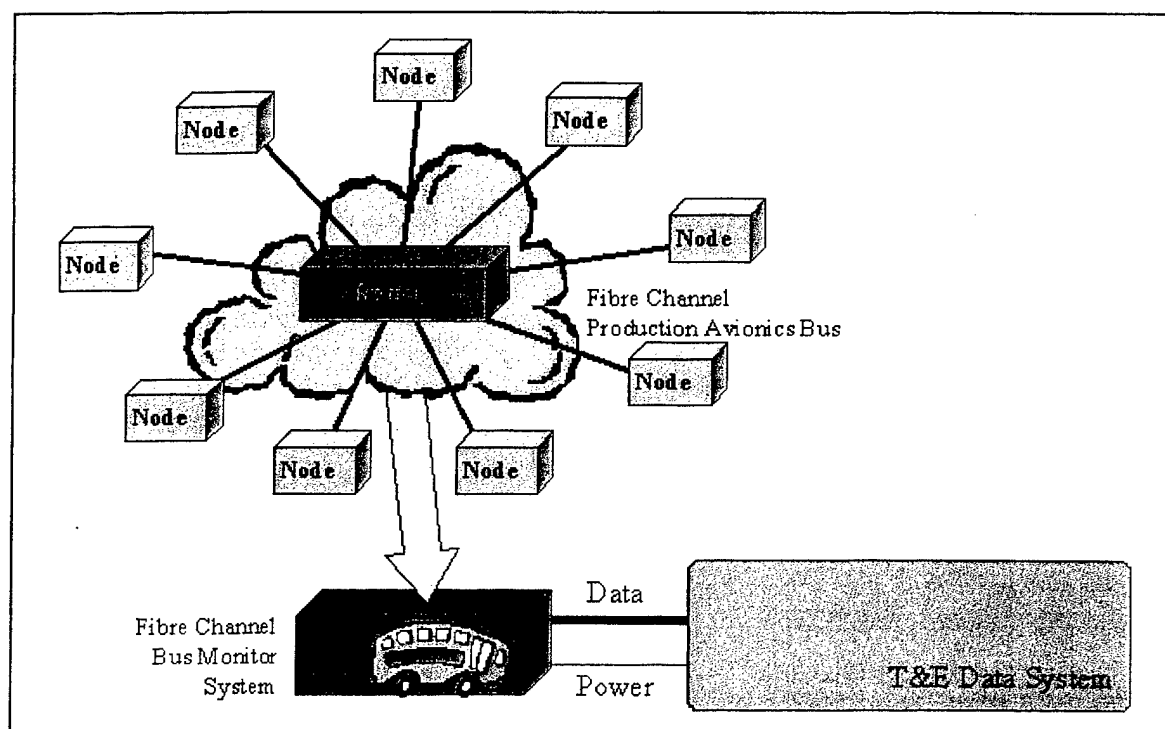 Node
Node
Node
Node
Node
Fibre Channel
Production Avionics Bus
Node
Node
Node
Node
Fibre Channel
Bus Monitor
System
Data
Power
T&E Data System